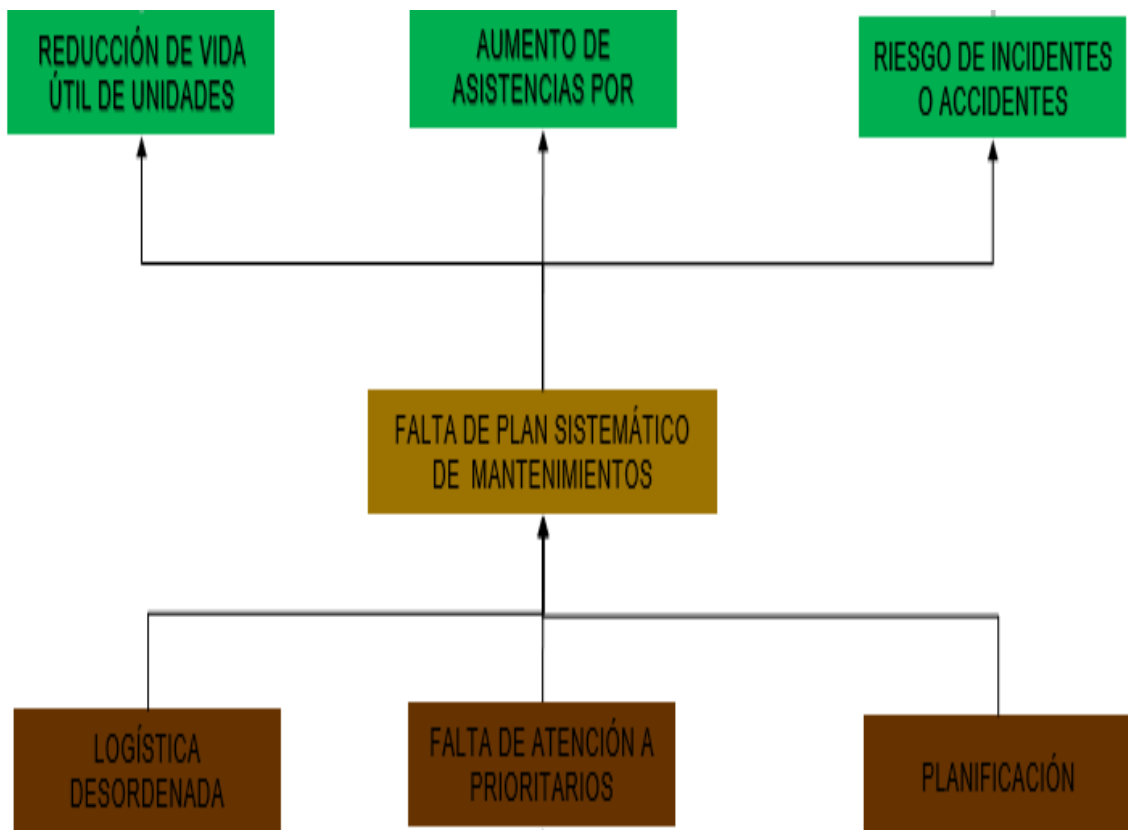 REDUCCIÓN DE VIDA
ÚTIL DE UNIDADES
AUMENTO DE
ASISTENCIAS POR
RIESGO DE INCIDENTES
O ACCIDENTES
FALTA DE PLAN SISTEMÁTICO
DE MANTENIMIENTOS
LOGÍSTICA
DESORDENADA
FALTA DE ATENCIÓN A
PRIORITARIOS
PLANIFICACIÓN